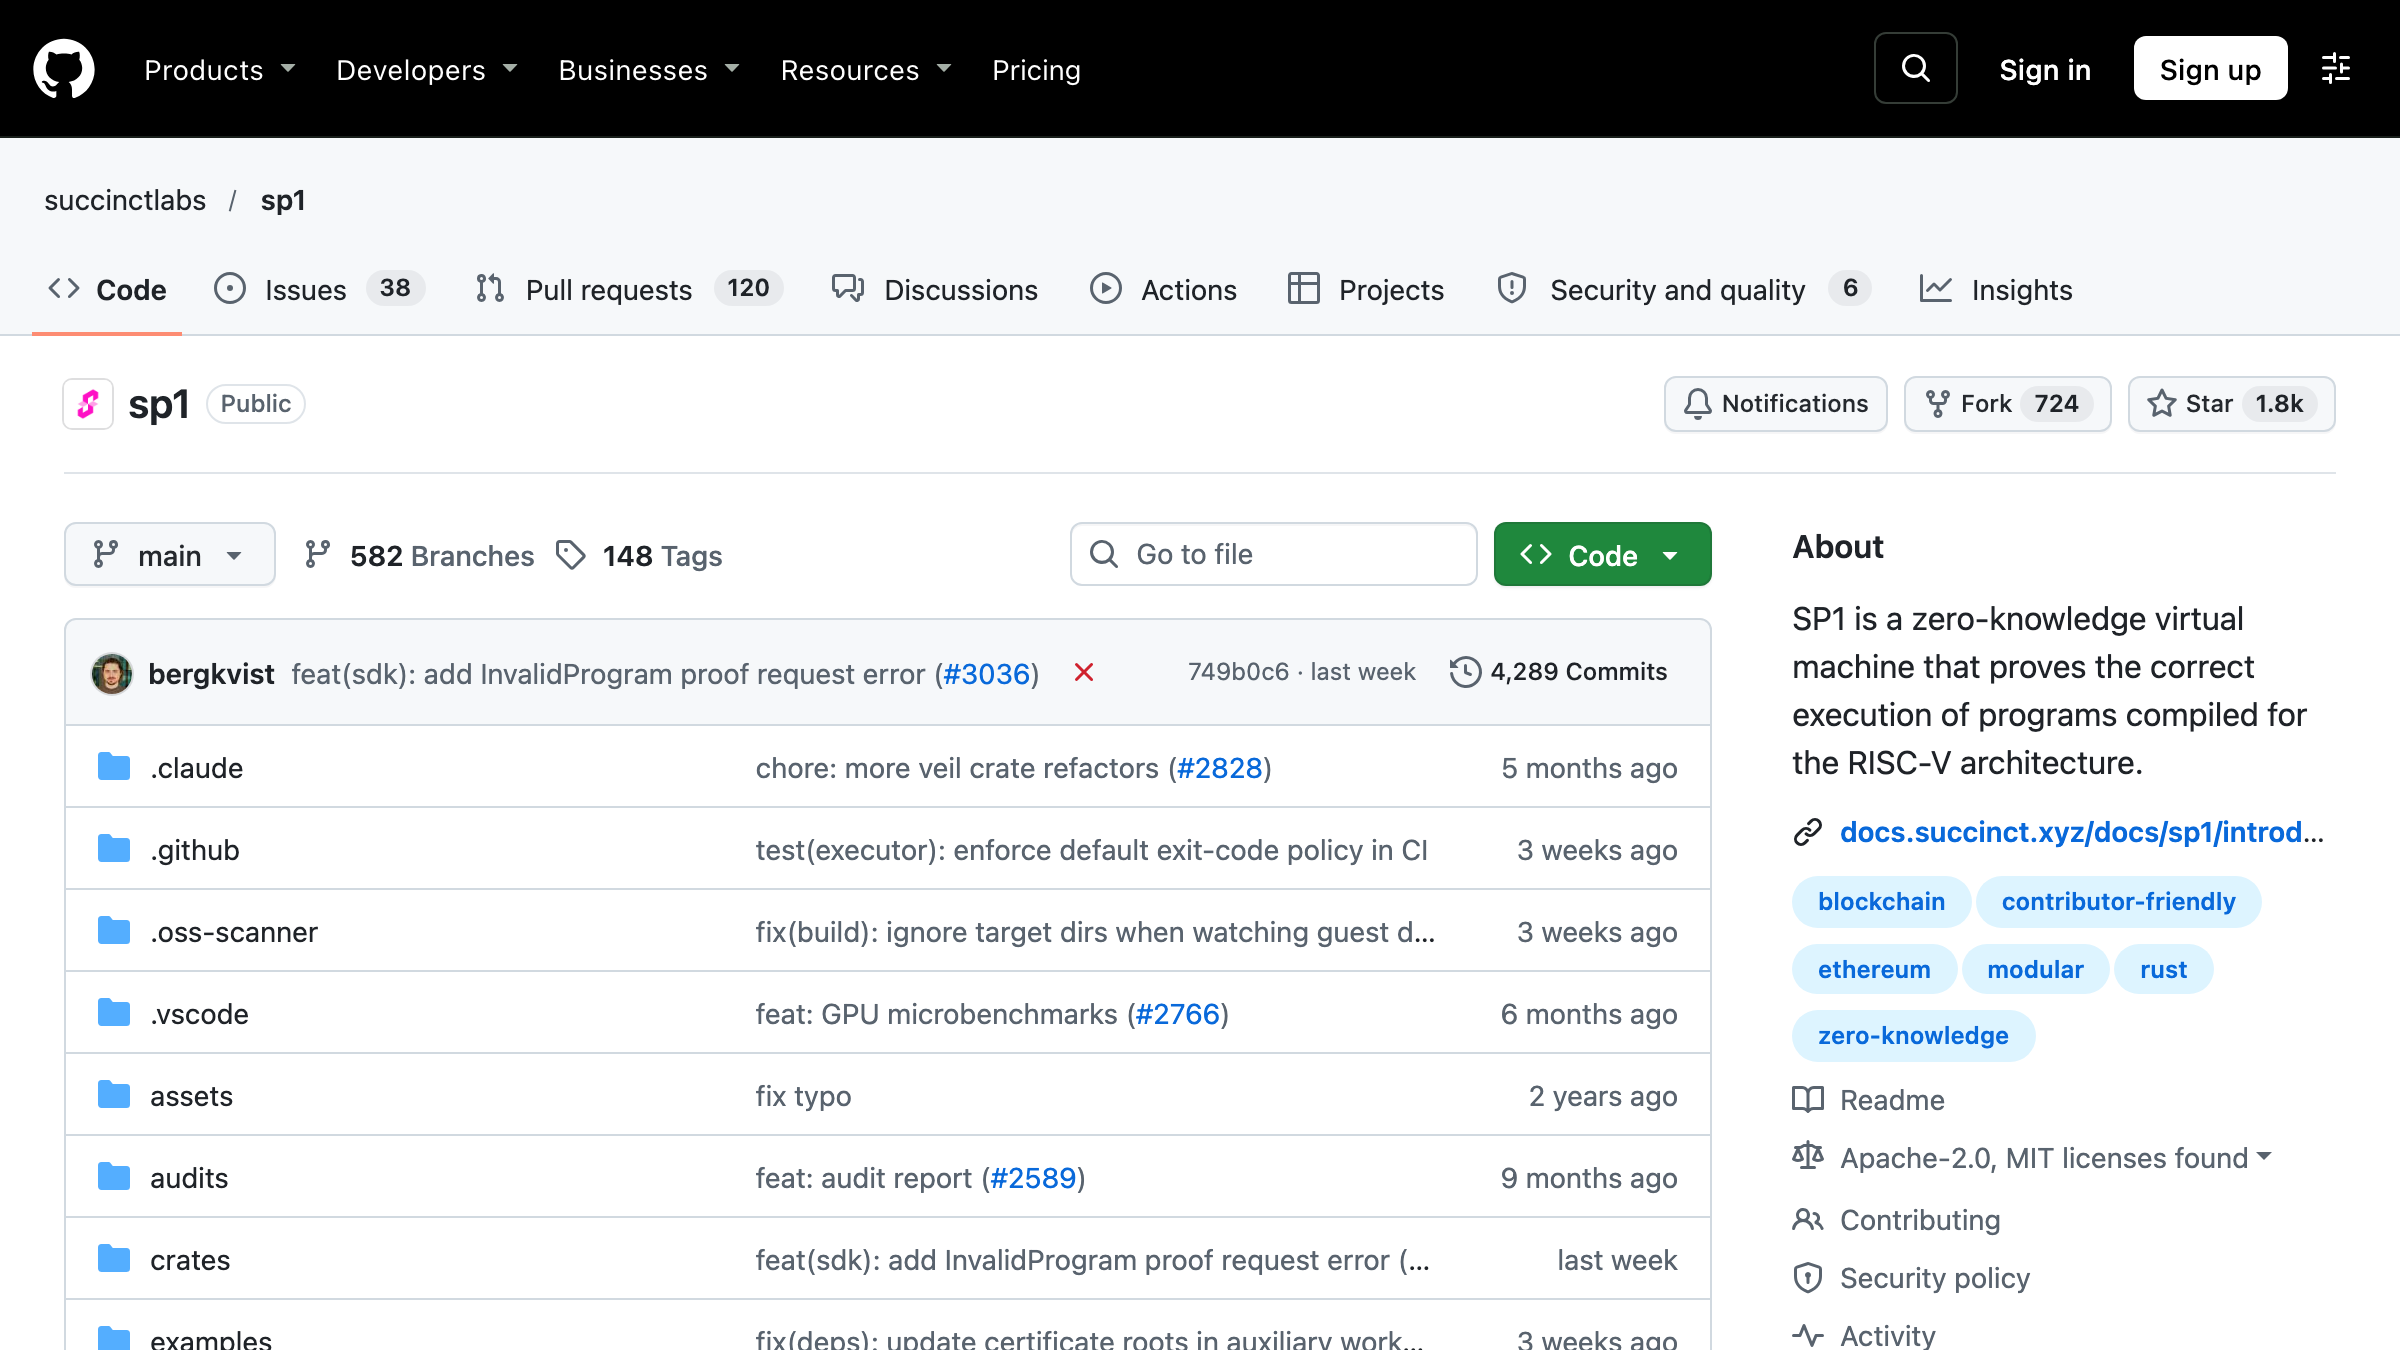 Products Developers Businesses Resources Pricing Sign in Sign up
succinctlabs / sp1
Code Issues 38 Pull requests 120 Discussions Actions Projects Security and quality 6 Insights
sp1 Public Notifications Fork 724 Star 1.8k
main 582 Branches 148 Tags Go to file Code
bergkvist feat(sdk): add InvalidProgram proof request error (#3036) 749b0c6 · last week 4,289 Commits
.claude chore: more veil crate refactors (#2828) 5 months ago
.github test(executor): enforce default exit-code policy in CI 3 weeks ago
.oss-scanner fix(build): ignore target dirs when watching guest d... 3 weeks ago
.vscode feat: GPU microbenchmarks (#2766) 6 months ago
assets fix typo 2 years ago
audits feat: audit report (#2589) 9 months ago
crates feat(sdk): add InvalidProgram proof request error (... last week
examples fix(deps): update certificate roots in auxiliary work... 3 weeks ago
About
SP1 is a zero-knowledge virtual
machine that proves the correct
execution of programs compiled for
the RISC-V architecture.
docs.succinct.xyz/docs/sp1/introd...
blockchain contributor-friendly
ethereum modular rust
zero-knowledge
Readme
Apache-2.0, MIT licenses found
Contributing
Security policy
Activity